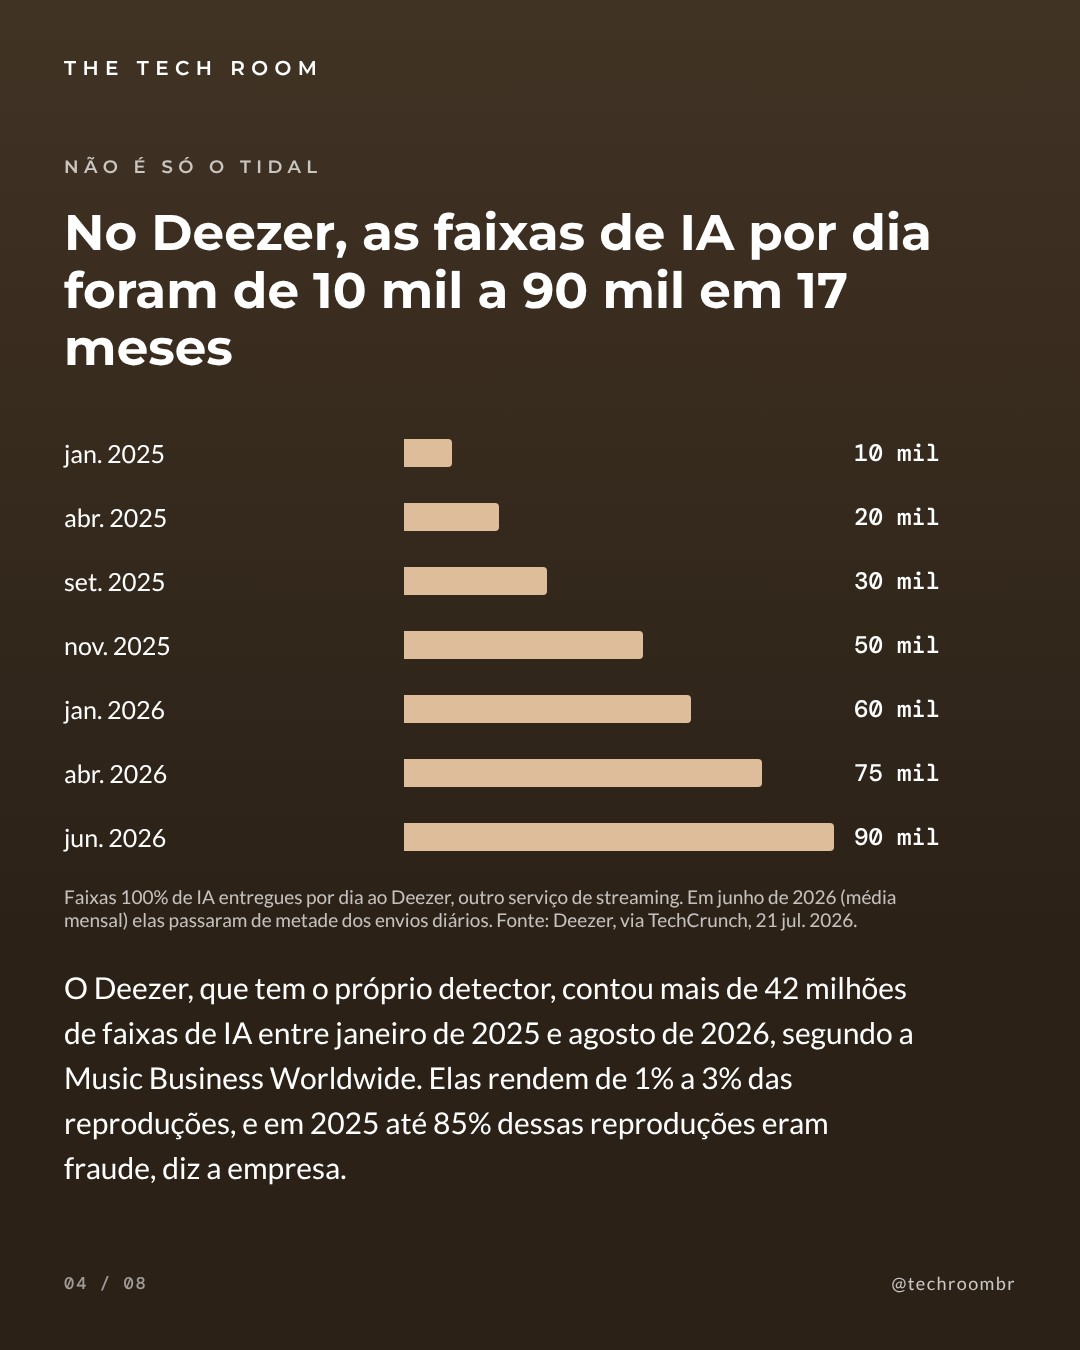 THE TECH ROOM
NÃO É SÓ O TIDAL
No Deezer, as faixas de IA por dia
foram de 10 mil a 90 mil em 17
meses
jan. 2025 10 mil
abr. 2025 20 mil
set. 2025 30 mil
nov. 2025 50 mil
jan. 2026 60 mil
abr. 2026 75 mil
jun. 2026 90 mil
Faixas 100% de IA entregues por dia ao Deezer, outro serviço de streaming. Em junho de 2026 (média
mensal) elas passaram de metade dos envios diários. Fonte: Deezer, via TechCrunch, 21 jul. 2026.
O Deezer, que tem o próprio detector, contou mais de 42 milhões
de faixas de IA entre janeiro de 2025 e agosto de 2026, segundo a
Music Business Worldwide. Elas rendem de 1% a 3% das
reproduções, e em 2025 até 85% dessas reproduções eram
fraude, diz a empresa.
04 / 08
@techroombr